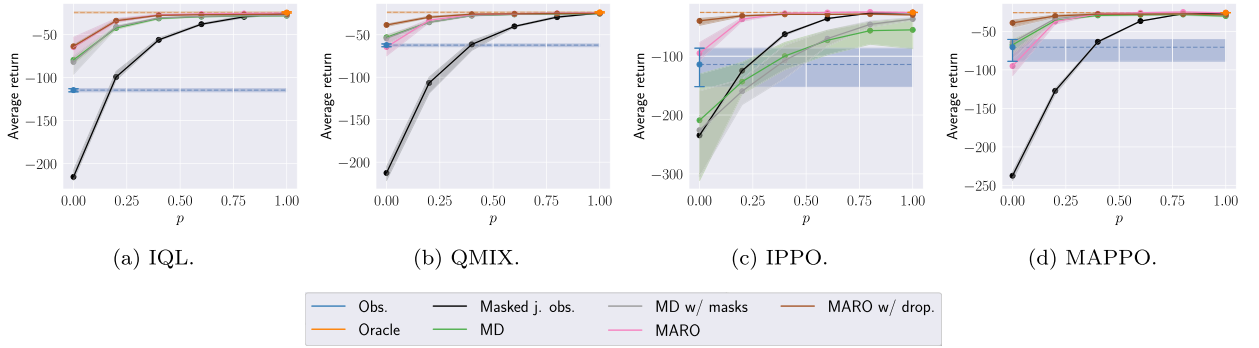 Average return
−50
−100
−150
−200
0.00 0.25 0.50 0.75 1.00
p
(a) IQL.
Average return
−50
−100
−150
−200
0.00 0.25 0.50 0.75 1.00
p
(b) QMIX.
Average return
−100
−200
−300
0.00 0.25 0.50 0.75 1.00
p
(c) IPPO.
Average return
−50
−100
−150
−200
−250
0.00 0.25 0.50 0.75 1.00
p
(d) MAPPO.
Obs. Masked j. obs. MD w/ masks MARO w/ drop.
Oracle MD MARO